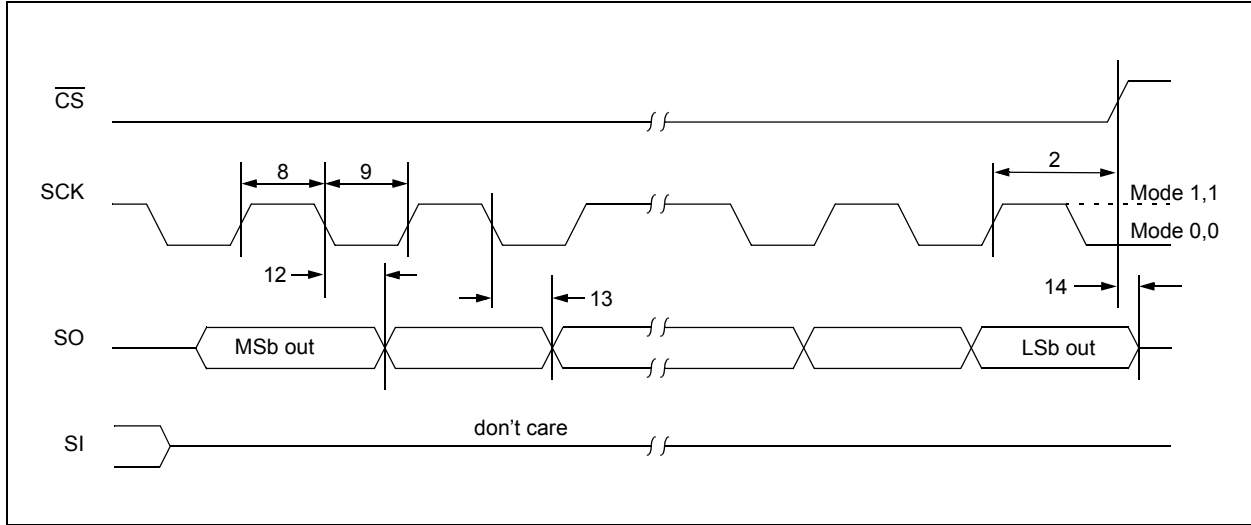 CS
2
8
9
SCK
Mode 1,1
Mode 0,0
12
13
14
SO
MSb out
LSb out
don't care
SI